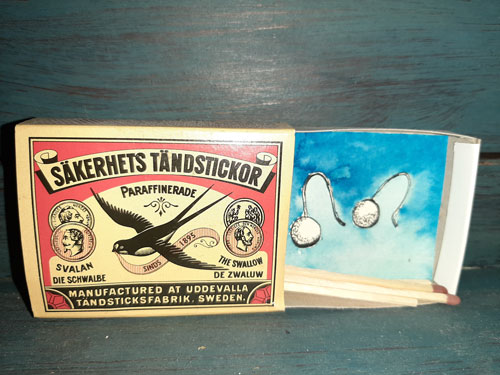 SÄKERHETS TÄNDSTICKOR
PARAFFINERADE
SINDS 1895
SVALAN
DIE SCHWALBE
THE SWALLOW
DE ZWALUW
MANUFACTURED AT UDDEVALLA
TÄNDSTICKSFABRIK. SWEDEN.